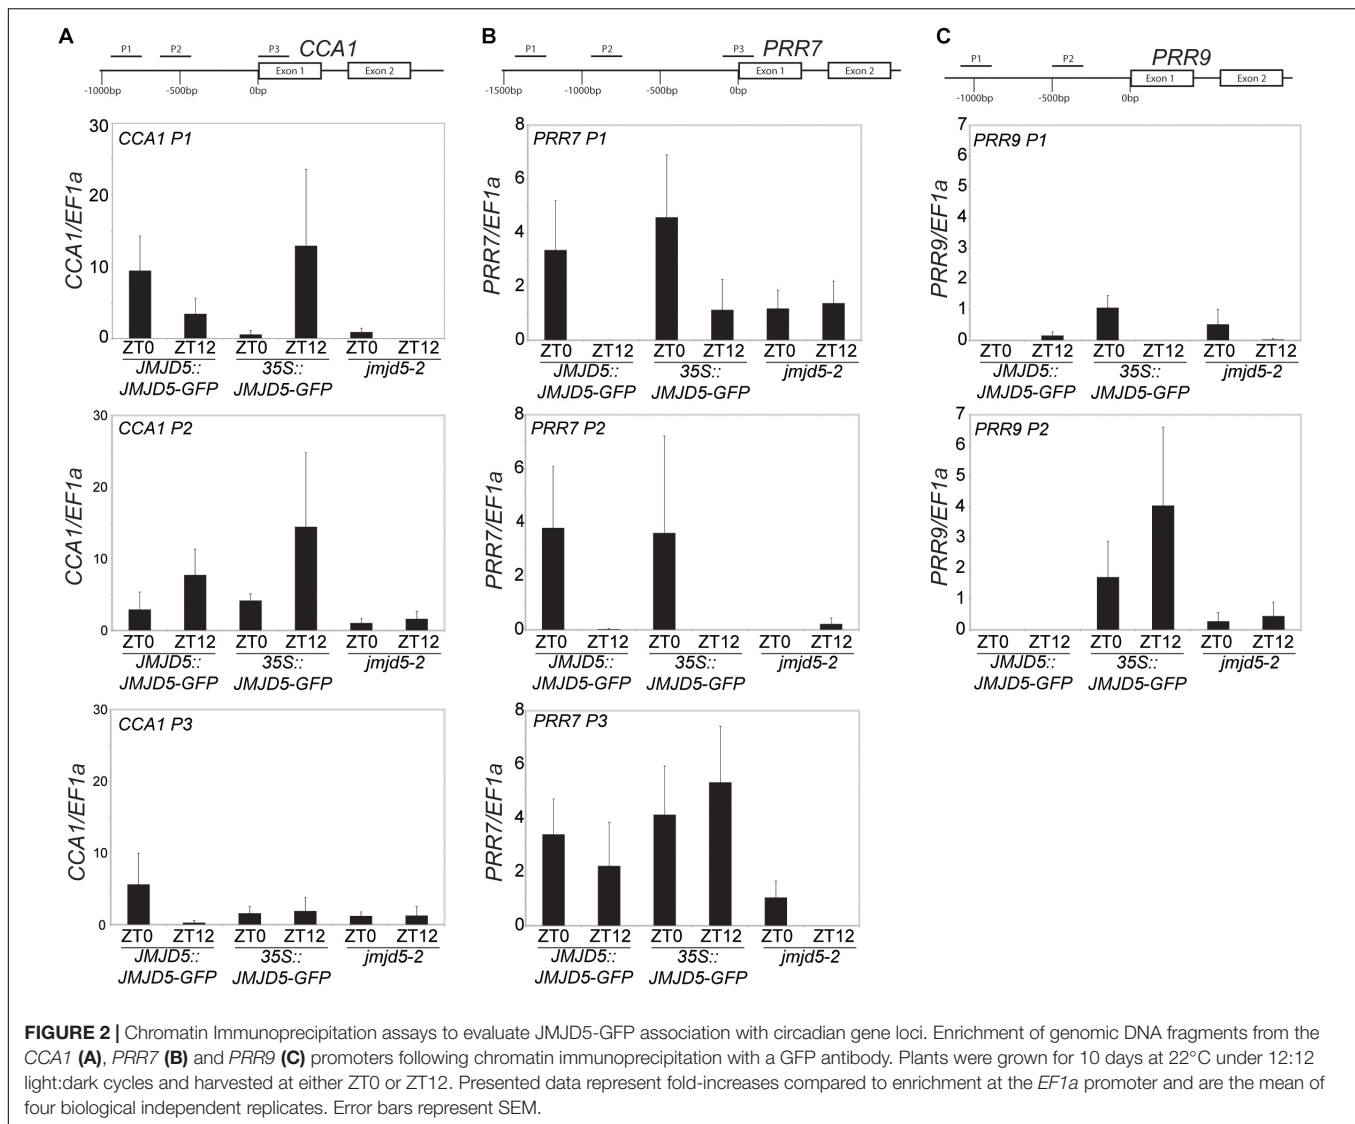 A
P1 P2 P3 CCA1
Exon 1 Exon 2
-1000bp -500bp 0bp
30
CCA1 P1
20
CCA1/EF1a
10
0
ZT0 ZT12 ZT0 ZT12 ZT0 ZT12
JMJD5:: 35S:: jmjd5-2
JMJD5-GFP JMJD5-GFP
30
CCA1 P2
20
CCA1/EF1a
10
0
ZT0 ZT12 ZT0 ZT12 ZT0 ZT12
JMJD5:: 35S:: jmjd5-2
JMJD5-GFP JMJD5-GFP
30
CCA1 P3
20
CCA1/EF1a
10
0
ZT0 ZT12 ZT0 ZT12 ZT0 ZT12
JMJD5:: 35S:: jmjd5-2
JMJD5-GFP JMJD5-GFP
B
P1 P2 P3 PRR7
Exon 1 Exon 2
-1500bp -1000bp -500bp 0bp
8
PRR7 P1
6
PRR7/EF1a
4
2
0
ZT0 ZT12 ZT0 ZT12 ZT0 ZT12
JMJD5:: 35S:: jmjd5-2
JMJD5-GFP JMJD5-GFP
8
PRR7 P2
6
PRR7/EF1a
4
2
0
ZT0 ZT12 ZT0 ZT12 ZT0 ZT12
JMJD5:: 35S:: jmjd5-2
JMJD5-GFP JMJD5-GFP
8
PRR7 P3
6
PRR7/EF1a
4
2
0
ZT0 ZT12 ZT0 ZT12 ZT0 ZT12
JMJD5:: 35S:: jmjd5-2
JMJD5-GFP JMJD5-GFP
C
P1 P2 PRR9
Exon 1 Exon 2
-1000bp -500bp 0bp
7
PRR9 P1
6
5
4
PRR9/EF1a
3
2
1
0
ZT0 ZT12 ZT0 ZT12 ZT0 ZT12
JMJD5:: 35S:: jmjd5-2
JMJD5-GFP JMJD5-GFP
7
PRR9 P2
6
5
4
PRR9/EF1a
3
2
1
0
ZT0 ZT12 ZT0 ZT12 ZT0 ZT12
JMJD5:: 35S:: jmjd5-2
JMJD5-GFP JMJD5-GFP
FIGURE 2 | Chromatin Immunoprecipitation assays to evaluate JMJD5-GFP association with circadian gene loci. Enrichment of genomic DNA fragments from the
CCA1 (A), PRR7 (B) and PRR9 (C) promoters following chromatin immunoprecipitation with a GFP antibody. Plants were grown for 10 days at 22°C under 12:12
light:dark cycles and harvested at either ZT0 or ZT12. Presented data represent fold-increases compared to enrichment at the EF1a promoter and are the mean of
four biological independent replicates. Error bars represent SEM.